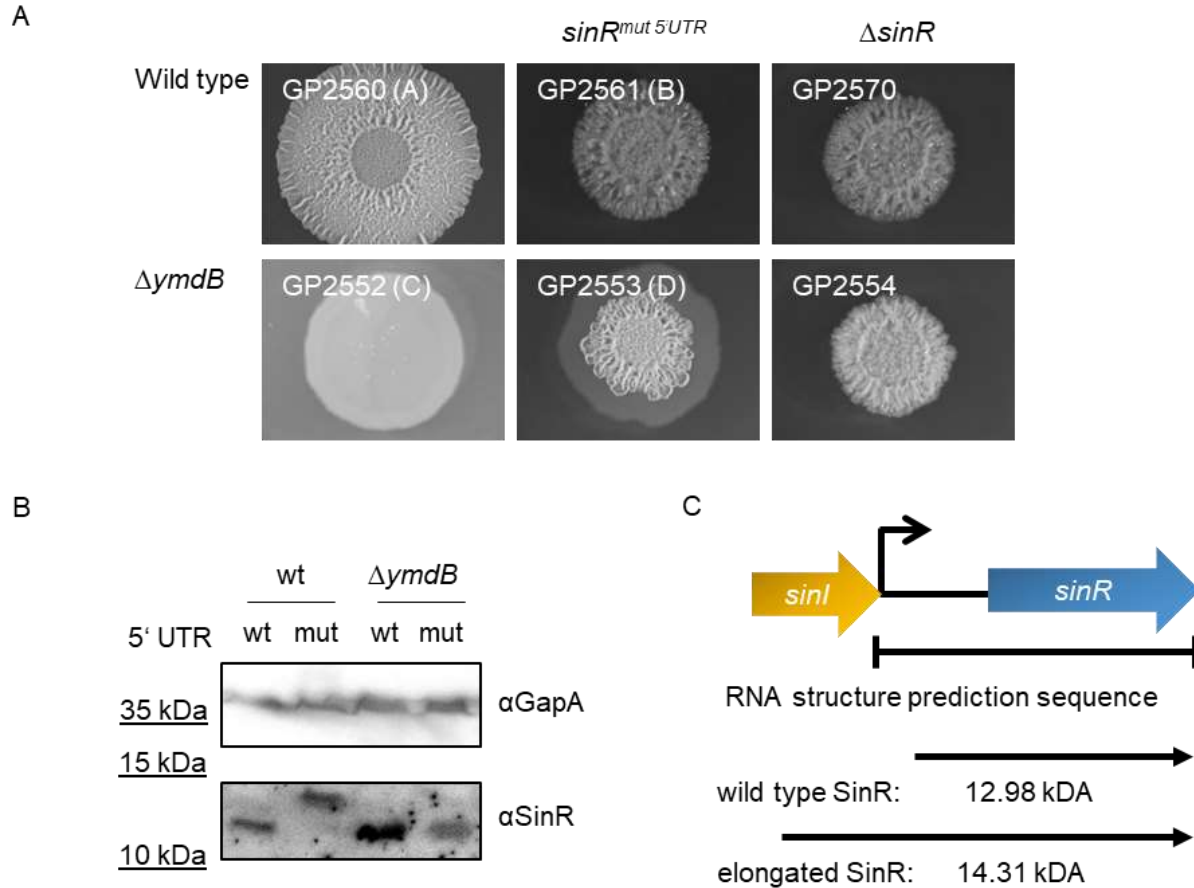 A
sinR^mut 5'UTR ΔsinR
Wild type
GP2560 (A) GP2561 (B) GP2570
ΔymdB
GP2552 (C) GP2553 (D) GP2554
B
wt ΔymdB
5‘ UTR wt mut wt mut
35 kDa αGapA
15 kDa
αSinR
10 kDa
C
sinI sinR
RNA structure prediction sequence
wild type SinR: 12.98 kDA
elongated SinR: 14.31 kDA